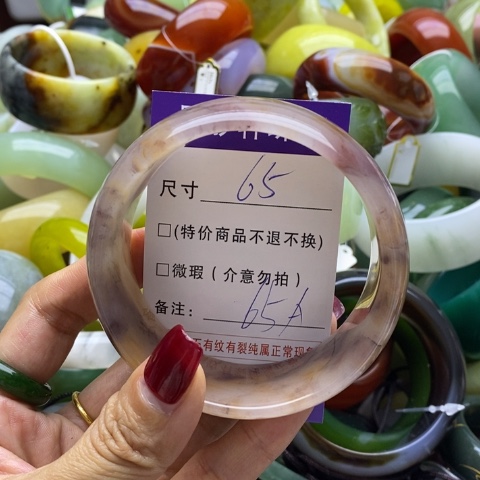 尺寸 65
□(特价商品不退不换)
□微瑕(介意勿拍)
备注: 65A
有纹有裂纯属正常现